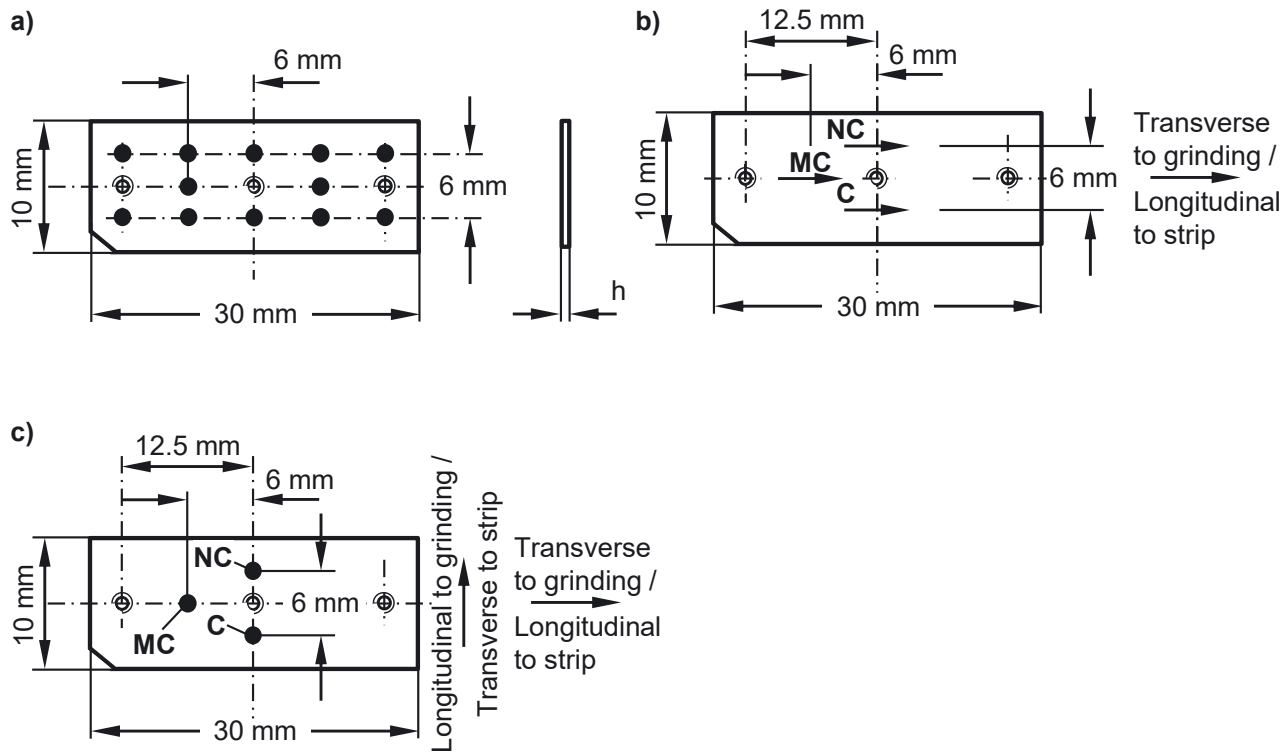 a)
6 mm
10 mm
6 mm
30 mm
h
b)
12.5 mm
6 mm
NC
MC
C
10 mm
6 mm
30 mm
Transverse
to grinding /
Longitudinal
to strip
c)
12.5 mm
6 mm
NC
MC
C
10 mm
6 mm
30 mm
Longitudinal to grinding /
Transverse to strip
Transverse
to grinding /
Longitudinal
to strip